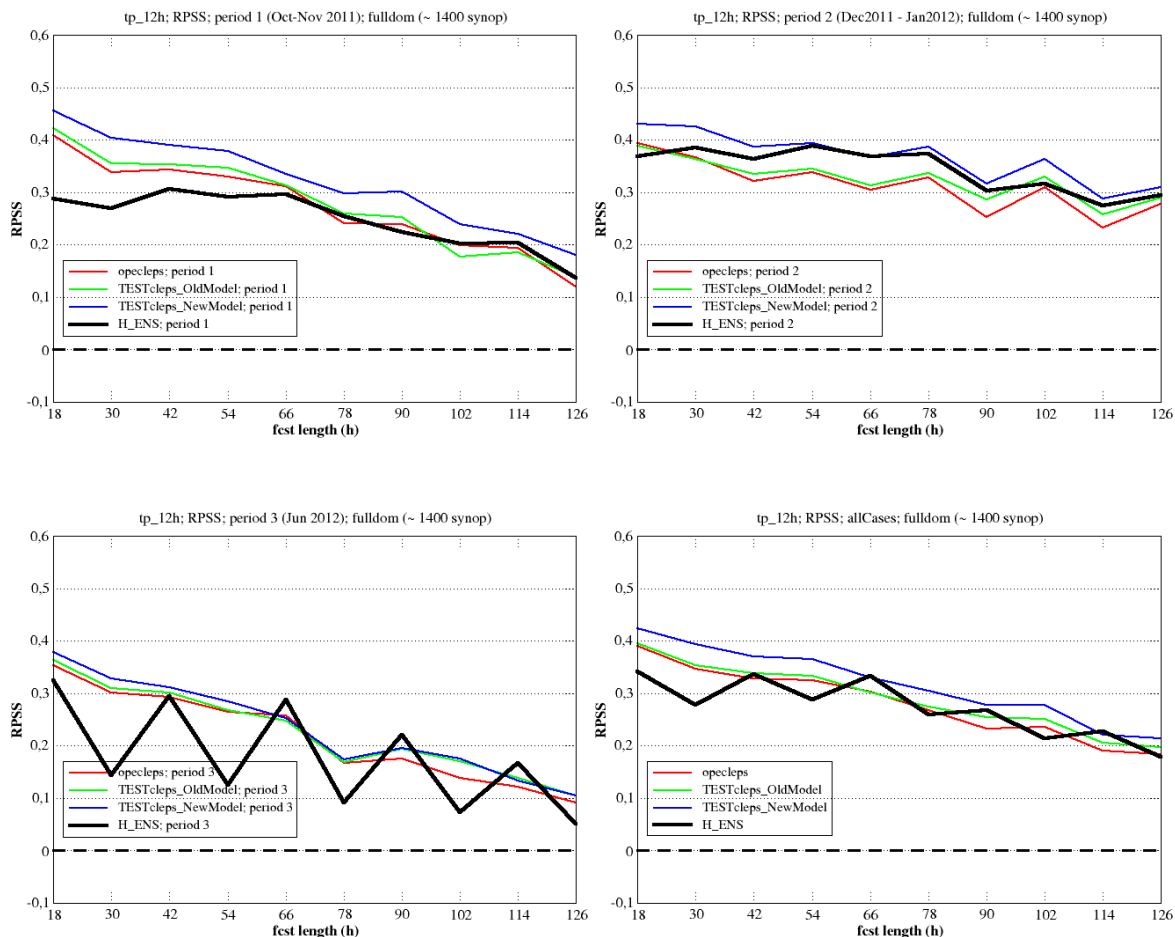 tp_12h; RPSS; period 1 (Oct-Nov 2011); fulldom (~ 1400 synop)
0,6
0,5
0,4
0,3
0,2
0,1
0
-0,1
RPSS
opecleps; period 1
TESTcleps_OldModel; period 1
TESTcleps_NewModel; period 1
H_ENS; period 1
18 30 42 54 66 78 90 102 114 126
fcst length (h)
tp_12h; RPSS; period 2 (Dec2011 - Jan2012); fulldom (~ 1400 synop)
0,6
0,5
0,4
0,3
0,2
0,1
0
-0,1
RPSS
opecleps; period 2
TESTcleps_OldModel; period 2
TESTcleps_NewModel; period 2
H_ENS; period 2
18 30 42 54 66 78 90 102 114 126
fcst length (h)
tp_12h; RPSS; period 3 (Jun 2012); fulldom (~ 1400 synop)
0,6
0,5
0,4
0,3
0,2
0,1
0
-0,1
RPSS
opecleps; period 3
TESTcleps_OldModel; period 3
TESTcleps_NewModel; period 3
H_ENS; period 3
18 30 42 54 66 78 90 102 114 126
fcst length (h)
tp_12h; RPSS; allCases; fulldom (~ 1400 synop)
0,6
0,5
0,4
0,3
0,2
0,1
0
-0,1
RPSS
opecleps
TESTcleps_OldModel
TESTcleps_NewModel
H_ENS
18 30 42 54 66 78 90 102 114 126
fcst length (h)